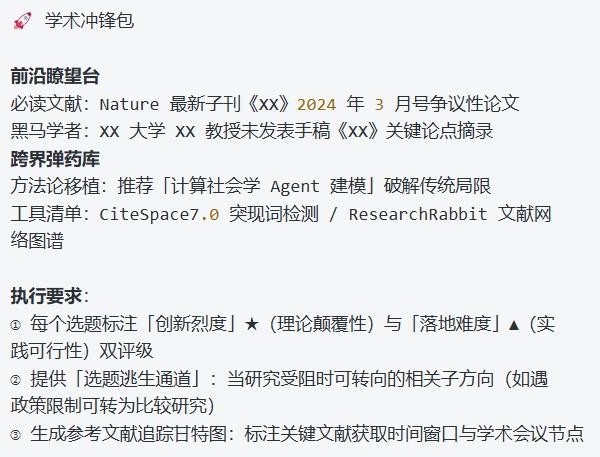 🚀 学术冲锋包
前沿瞭望台
必读文献：Nature 最新子刊《XX》2024 年 3 月号争议性论文
黑马学者：XX 大学 XX 教授未发表手稿《XX》关键论点摘录
跨界弹药库
方法论移植：推荐「计算社会学 Agent 建模」破解传统局限
工具清单：CiteSpace7.0 突现词检测 / ResearchRabbit 文献网
络图谱
执行要求：
① 每个选题标注「创新烈度」★（理论颠覆性）与「落地难度」▲（实
践可行性）双评级
② 提供「选题逃生通道」：当研究受阻时可转向的相关子方向（如遇
政策限制可转为比较研究）
③ 生成参考文献追踪甘特图：标注关键文献获取时间窗口与学术会议节点